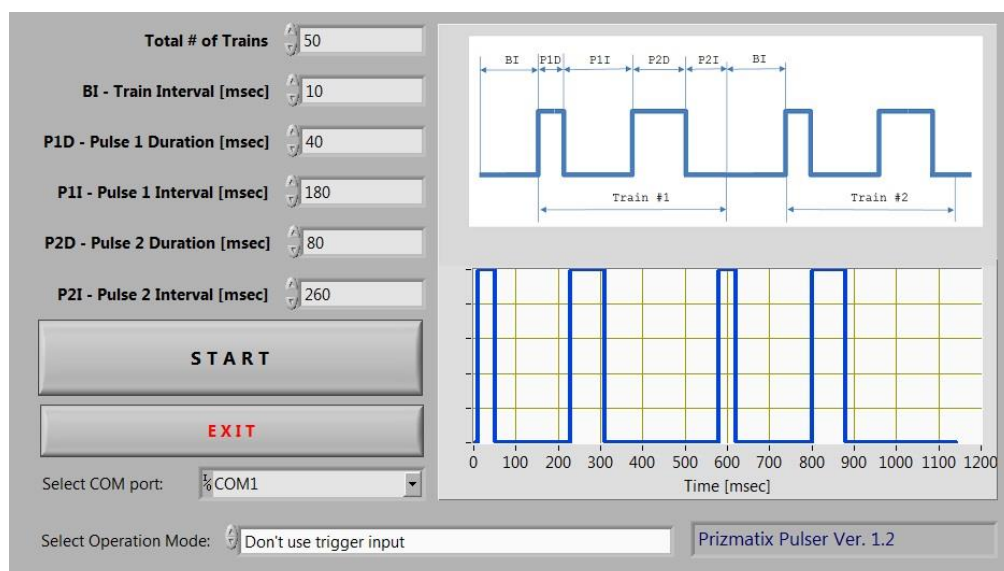 Total # of Trains 50
BI - Train Interval [msec] 10
P1D - Pulse 1 Duration [msec] 40
P1I - Pulse 1 Interval [msec] 180
P2D - Pulse 2 Duration [msec] 80
P2I - Pulse 2 Interval [msec] 260
START
EXIT
Select COM port: I/O COM1
Select Operation Mode: Don't use trigger input
BI P1D P1I P2D P2I BI
Train #1 Train #2
0 100 200 300 400 500 600 700 800 900 1000 1100 1200
Time [msec]
Prizmatix Pulser Ver. 1.2